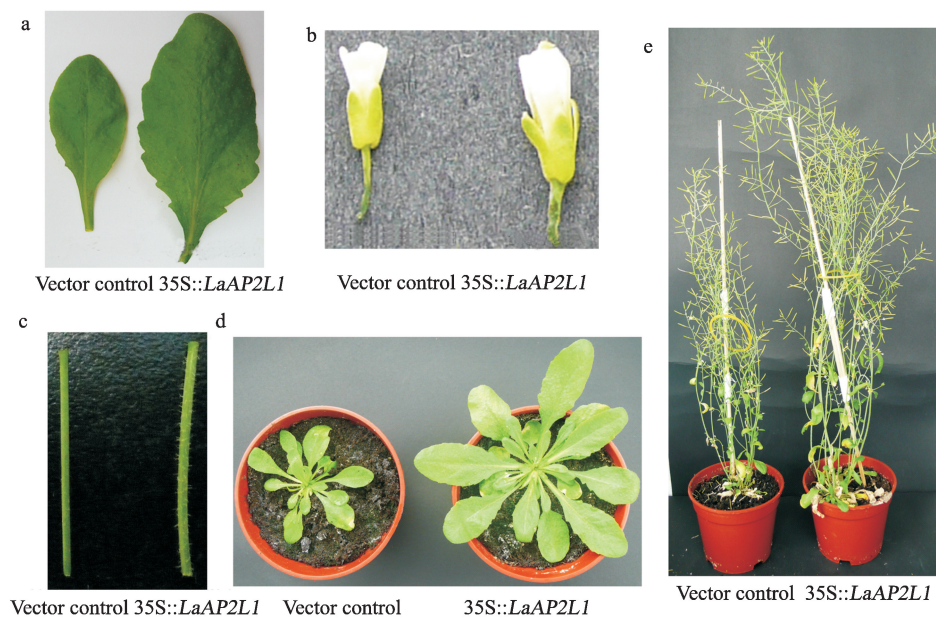 a
b
e
Vector control 35S::LaAP2L1
Vector control 35S::LaAP2L1
c
d
Vector control 35S::LaAP2L1
Vector control
35S::LaAP2L1
Vector control 35S::LaAP2L1